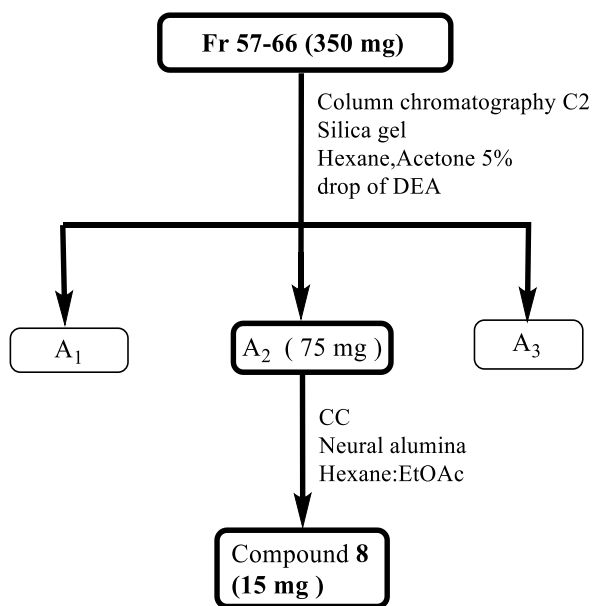 Fr 57-66 (350 mg)
Column chromatography C2
Silica gel
Hexane,Acetone 5%
drop of DEA
A1
A2 ( 75 mg )
A3
CC
Neural alumina
Hexane:EtOAc
Compound 8
(15 mg )